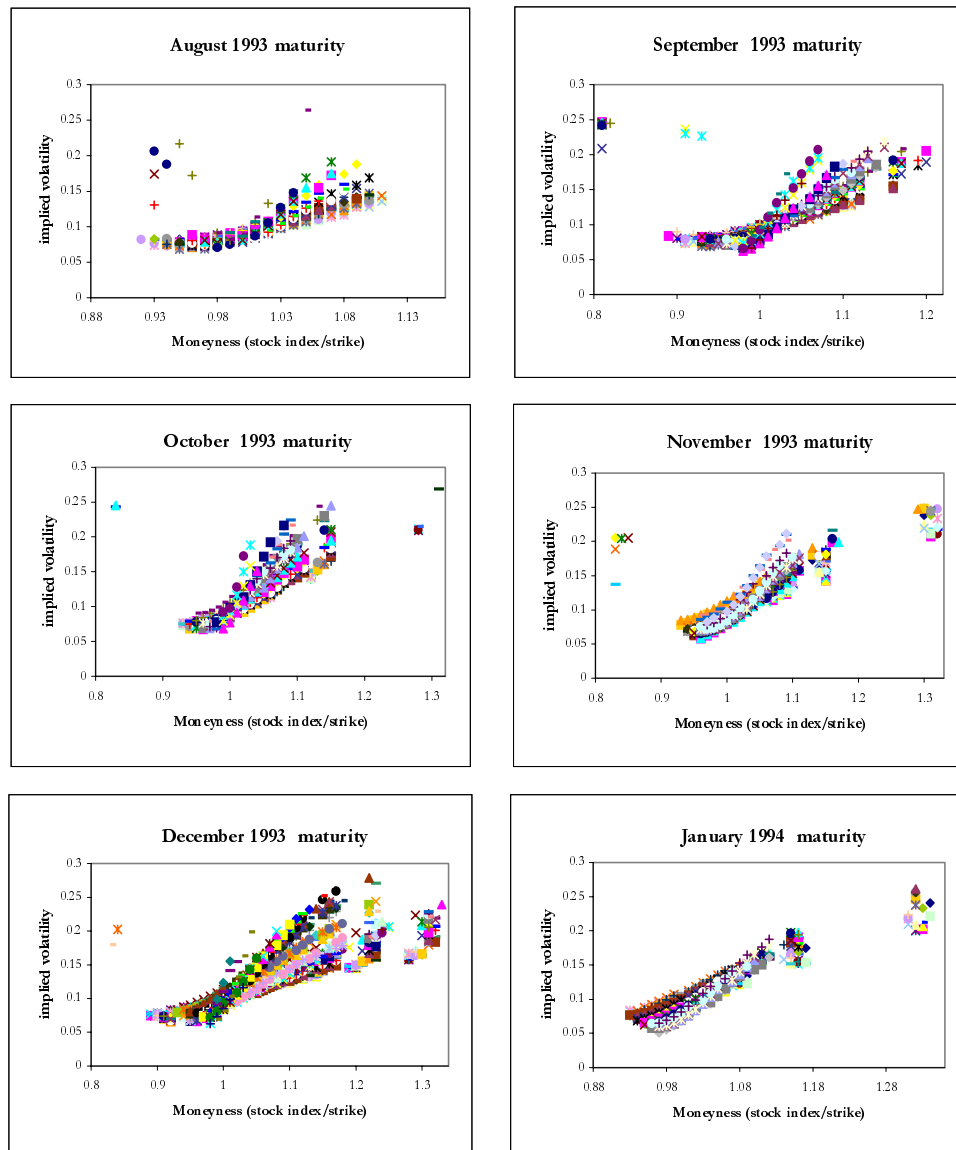 August 1993 maturity
implied volatility
0.3
0.25
0.2
0.15
0.1
0.05
0
0.88 0.93 0.98 1.03 1.08 1.13
Moneyness (stock index/strike)
September 1993 maturity
implied volatility
0.3
0.25
0.2
0.15
0.1
0.05
0
0.8 0.9 1 1.1 1.2
Moneyness (stock index/strike)
October 1993 maturity
implied volatility
0.3
0.25
0.2
0.15
0.1
0.05
0
0.8 0.9 1 1.1 1.2 1.3
Moneyness (stock index/strike)
November 1993 maturity
implied volatility
0.3
0.25
0.2
0.15
0.1
0.05
0
0.8 0.9 1 1.1 1.2 1.3
Moneyness (stock index/strike)
December 1993 maturity
implied volatility
0.3
0.25
0.2
0.15
0.1
0.05
0
0.8 0.9 1 1.1 1.2 1.3
Moneyness (stock index/strike)
January 1994 maturity
implied volatility
0.3
0.25
0.2
0.15
0.1
0.05
0
0.88 0.98 1.08 1.18 1.28
Moneyness (stock index/strike)